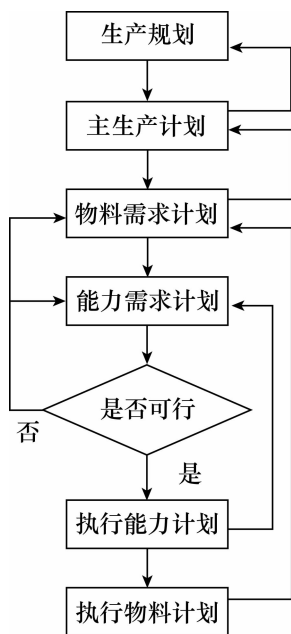 生产规划
主生产计划
物料需求计划
能力需求计划
是否可行
否
是
执行能力计划
执行物料计划